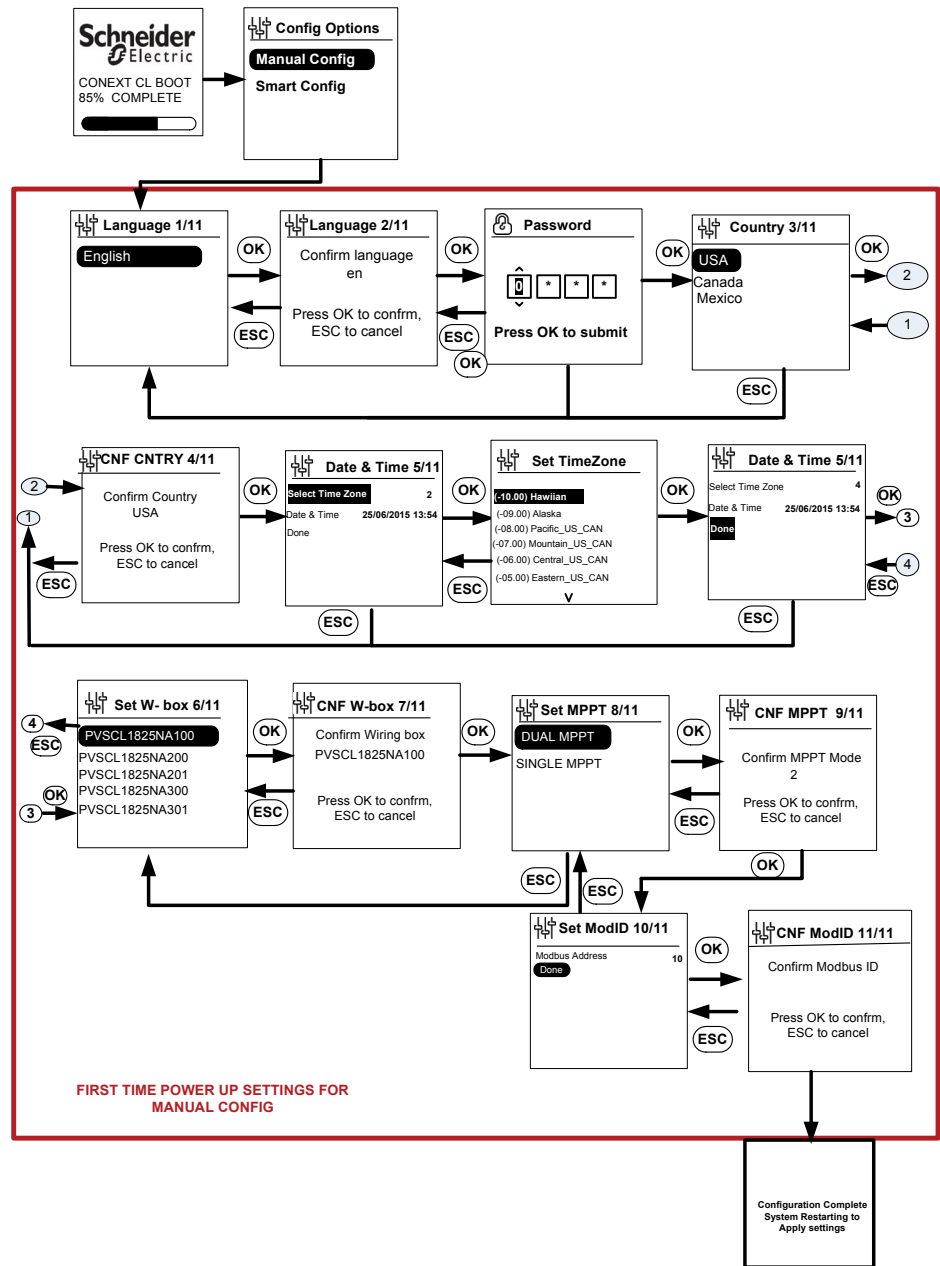 Schneider
Electric
CONEXT CL BOOT
85% COMPLETE
Config Options
Manual Config
Smart Config
Language 1/11
English
OK
ESC
Language 2/11
Confirm language
en
Press OK to confrm,
ESC to cancel
OK
ESC
OK
Password
0 * * *
Press OK to submit
OK
Country 3/11
USA
Canada
Mexico
OK
2
1
ESC
2
1
CNF CNTRY 4/11
Confirm Country
USA
Press OK to confrm,
ESC to cancel
ESC
OK
Date & Time 5/11
Select Time Zone 2
Date & Time 25/06/2015 13:54
Done
OK
ESC
ESC
Set TimeZone
(-10.00) Hawiian
(-09.00) Alaska
(-08.00) Pacific_US_CAN
(-07.00) Mountain_US_CAN
(-06.00) Central_US_CAN
(-05.00) Eastern_US_CAN
V
OK
Date & Time 5/11
Select Time Zone 4
Date & Time 25/06/2015 13:54
Done
OK
3
4
ESC
ESC
4
ESC
OK
3
Set W- box 6/11
PVSCL1825NA100
PVSCL1825NA200
PVSCL1825NA201
PVSCL1825NA300
PVSCL1825NA301
OK
ESC
CNF W-box 7/11
Confirm Wiring box
PVSCL1825NA100
Press OK to confrm,
ESC to cancel
OK
Set MPPT 8/11
DUAL MPPT
SINGLE MPPT
OK
ESC
CNF MPPT 9/11
Confirm MPPT Mode
2
Press OK to confrm,
ESC to cancel
OK
ESC
ESC
Set ModID 10/11
Modbus Address 10
Done
OK
ESC
CNF ModID 11/11
Confirm Modbus ID
Press OK to confrm,
ESC to cancel
FIRST TIME POWER UP SETTINGS FOR
MANUAL CONFIG
Configuration Complete
System Restarting to
Apply settings